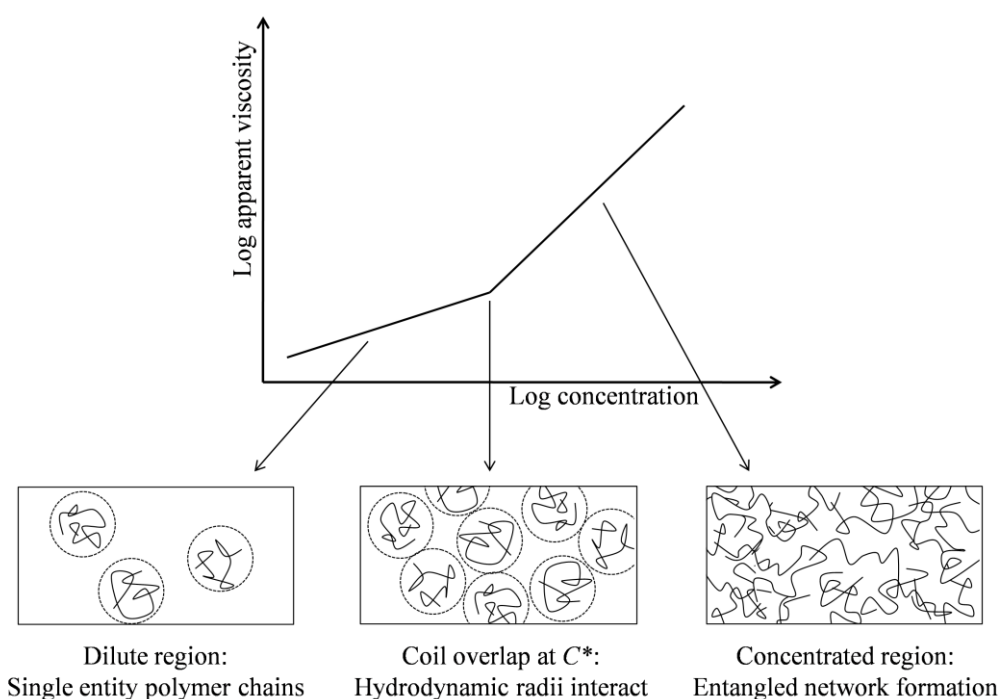 Log apparent viscosity
Log concentration
Dilute region:
Single entity polymer chains
Coil overlap at C*:
Hydrodynamic radii interact
Concentrated region:
Entangled network formation